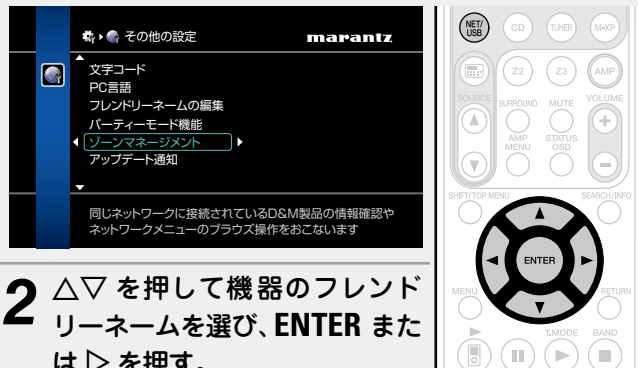 その他の設定
marantz
文字コード
PC言語
フレンドリーネームの編集
パーティーモード機能
ゾーンマネージメント
アップデート通知
同じネットワークに接続されているD&M製品の情報確認や
ネットワークメニューのブラウズ操作をおこないます
2 △▽ を押して機器のフレンド
リーネームを選び、ENTER また
は ▷ を押す。
NET/
USB
CD
TUNER
M-XP
Z2
Z3
AMP
SOURCE
SURROUND
MUTE
VOLUME
AMP
MENU
STATUS
OSD
SHIFT/TOP MENU
SEARCH/INFO
ENTER
MENU
RETURN
T.MODE
BAND